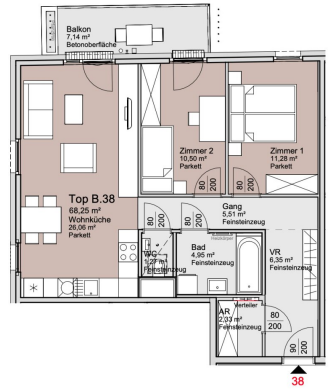 Balkon
7,14 m²
Betonoberfläche
Zimmer 2
10,50 m²
Parkett
80
200
Zimmer 1
11,28 m²
Parkett
80
200
Top B.38
68,25 m²
Wohnküche
26,06 m²
Parkett
Gang
5,51 m²
Feinsteinzeug
80
200
80
200
WC
1,27 m²
Feinsteinzeug
Bad
4,95 m²
Feinsteinzeug
VR
6,35 m²
Feinsteinzeug
Verteiler
AR
2,33 m²
Feinsteinzeug
80
200
90
200
38